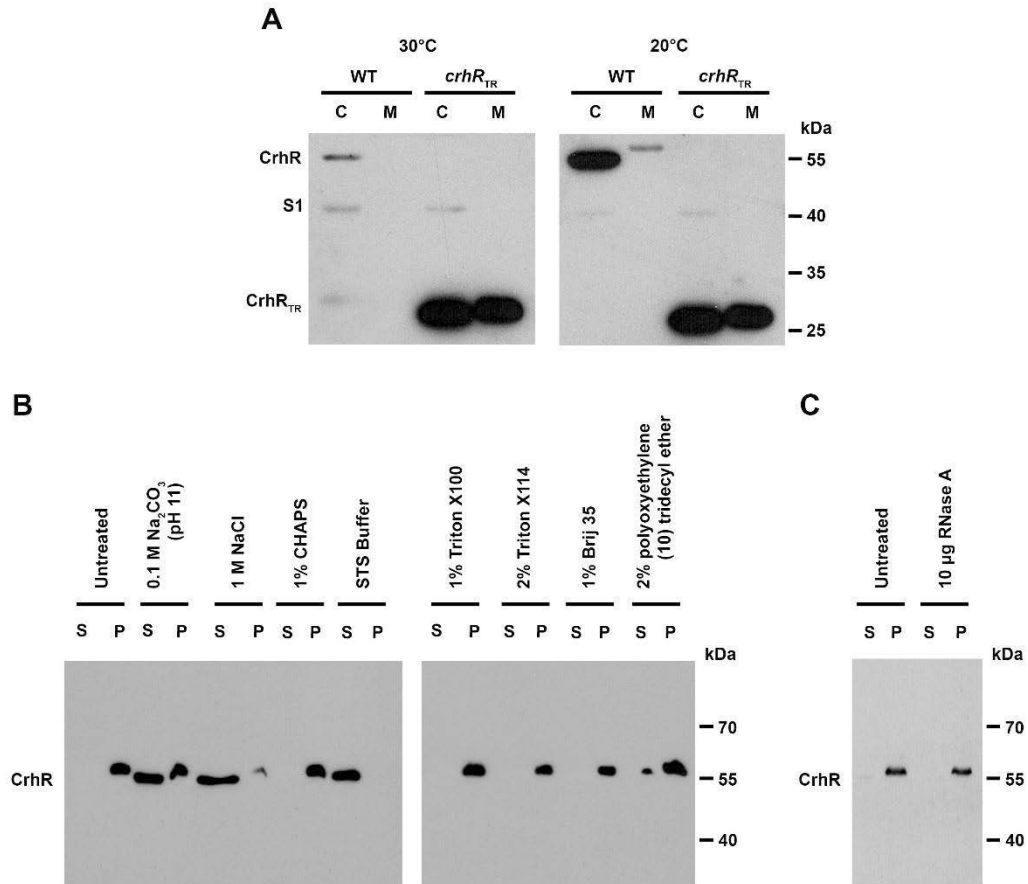 A
30°C 20°C
WT crhRTR WT crhRTR
C M C M C M C M
kDa
CrhR 55
S1 40
35
CrhRTR
25
B C
Untreated
0.1 M Na2CO3
(pH 11)
1 M NaCl
1% CHAPS
STS Buffer
1% Triton X100
2% Triton X114
1% Brij 35
2% polyoxyethylene
(10) tridecyl ether
Untreated
10 µg RNase A
S P S P S P S P S P S P S P S P S P S P S P
kDa kDa
70 70
CrhR 55 CrhR 55
40 40